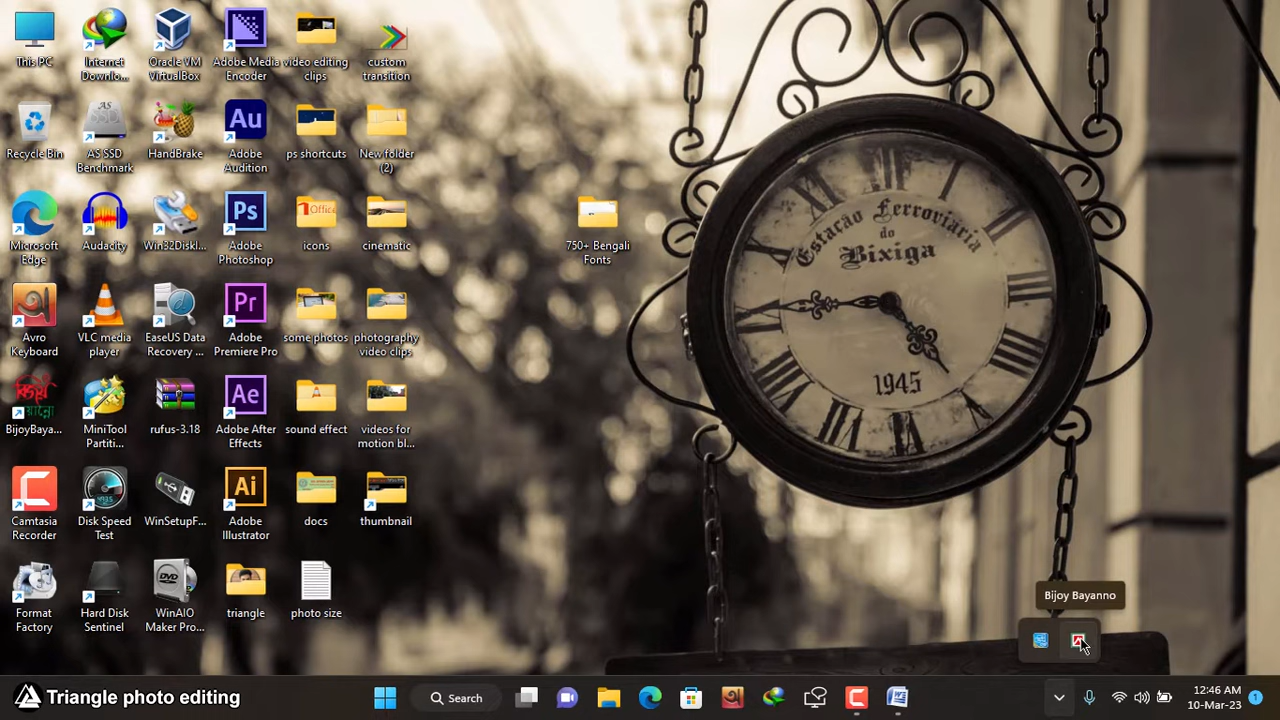 This PC
Internet Downlo...
Oracle VM VirtualBox
Adobe Media Encoder
video editing clips
custom transition
Recycle Bin
AS SSD Benchmark
HandBrake
Adobe Audition
ps shortcuts
New folder (2)
Microsoft Edge
Audacity
Win32DiskI...
Adobe Photoshop
icons
cinematic
750+ Bengali Fonts
Avro Keyboard
VLC media player
EaseUS Data Recovery ...
Adobe Premiere Pro
some photos
photography video clips
BijoyBaya...
MiniTool Partiti...
rufus-3.18
Adobe After Effects
sound effect
videos for motion bl...
Camtasia Recorder
Disk Speed Test
WinSetupF...
Adobe Illustrator
docs
thumbnail
Format Factory
Hard Disk Sentinel
WinAIO Maker Pro...
triangle
photo size
Estacão Ferroviária
do
Bixiga
1945
Bijoy Bayanno
Triangle photo editing
Search
12:46 AM
10-Mar-23
1